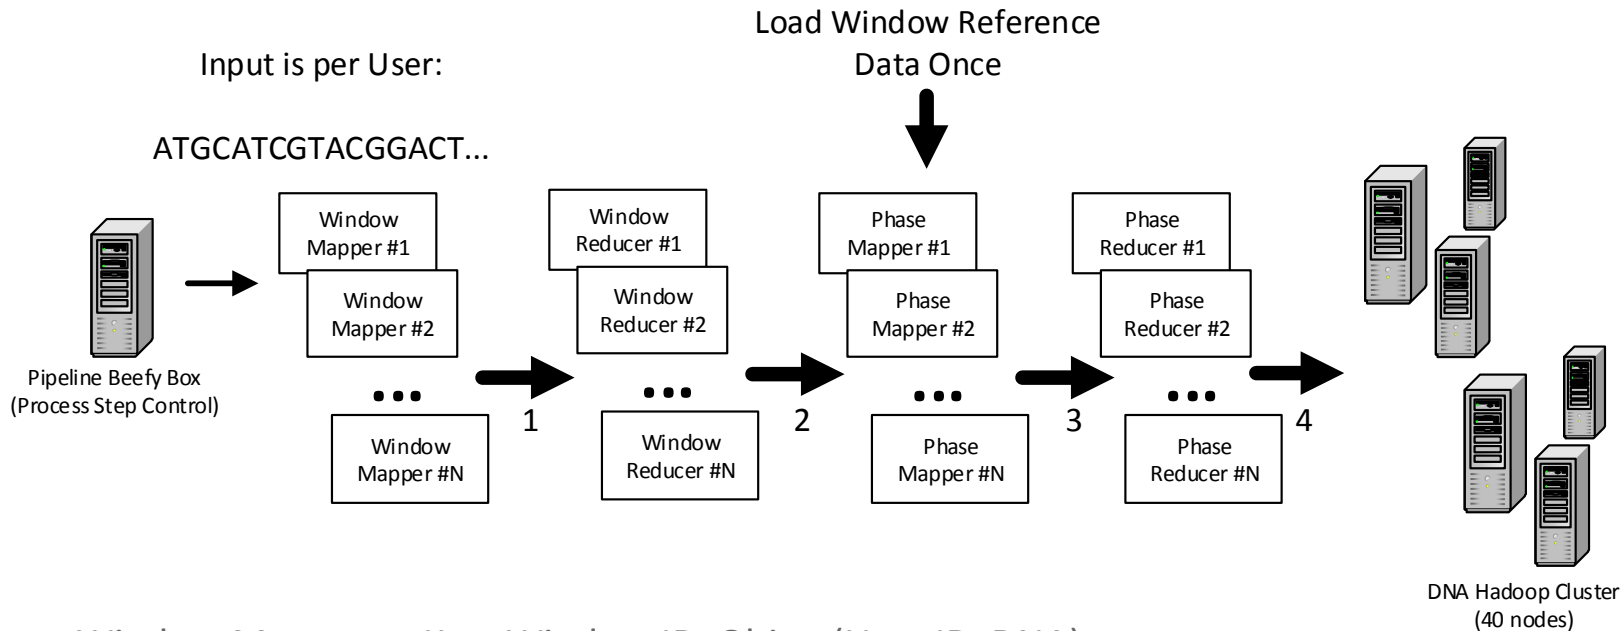 Load Window Reference
Data Once
Input is per User:
ATGCATCGTACGGACT...
Window
Mapper #1
Window
Mapper #2
...
Window
Mapper #N
Window
Reducer #1
Window
Reducer #2
...
Window
Reducer #N
Phase
Mapper #1
Phase
Mapper #2
...
Phase
Mapper #N
Phase
Reducer #1
Phase
Reducer #2
...
Phase
Reducer #N
1
2
3
4
Pipeline Beefy Box
(Process Step Control)
DNA Hadoop Cluster
(40 nodes)